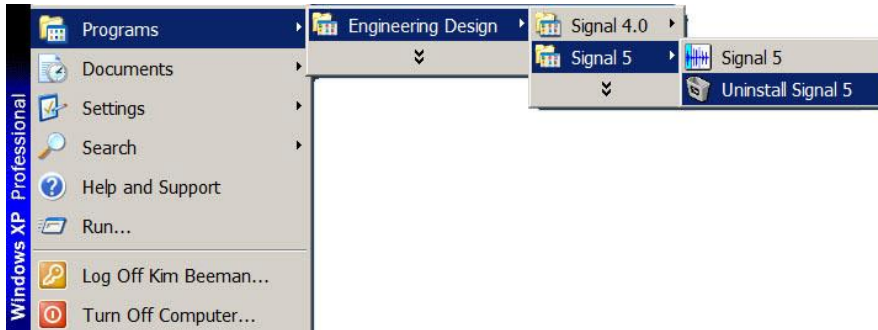 Windows XP Professional
Programs
Documents
Settings
Search
Help and Support
Run...
Log Off Kim Beeman...
Turn Off Computer...
Engineering Design
Signal 4.0
Signal 5
Signal 5
Uninstall Signal 5